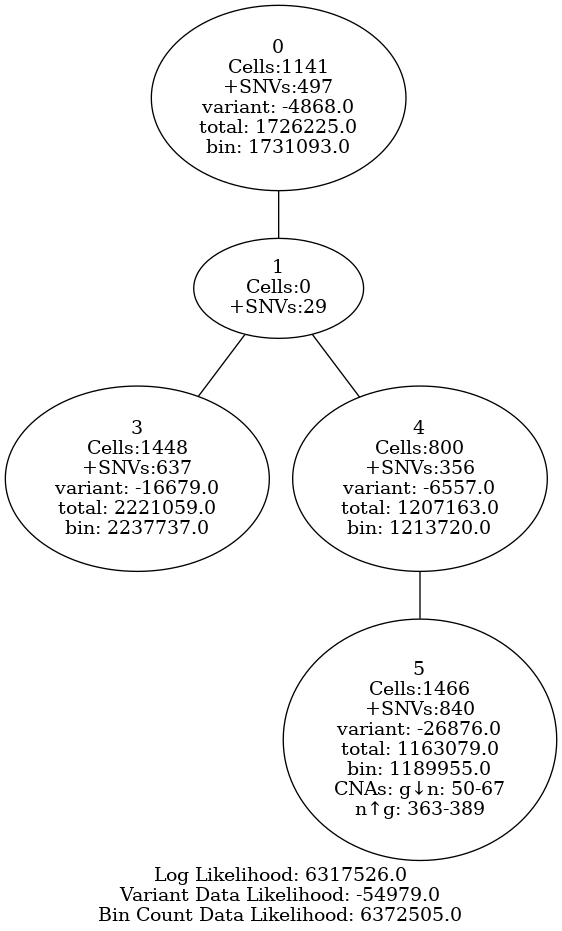 0
Cells:1141
+SNVs:497
variant: -4868.0
total: 1726225.0
bin: 1731093.0
1
Cells:0
+SNVs:29
3
Cells:1448
+SNVs:637
variant: -16679.0
total: 2221059.0
bin: 2237737.0
4
Cells:800
+SNVs:356
variant: -6557.0
total: 1207163.0
bin: 1213720.0
5
Cells:1466
+SNVs:840
variant: -26876.0
total: 1163079.0
bin: 1189955.0
CNAs: g↓n: 50-67
n↑g: 363-389
Log Likelihood: 6317526.0
Variant Data Likelihood: -54979.0
Bin Count Data Likelihood: 6372505.0